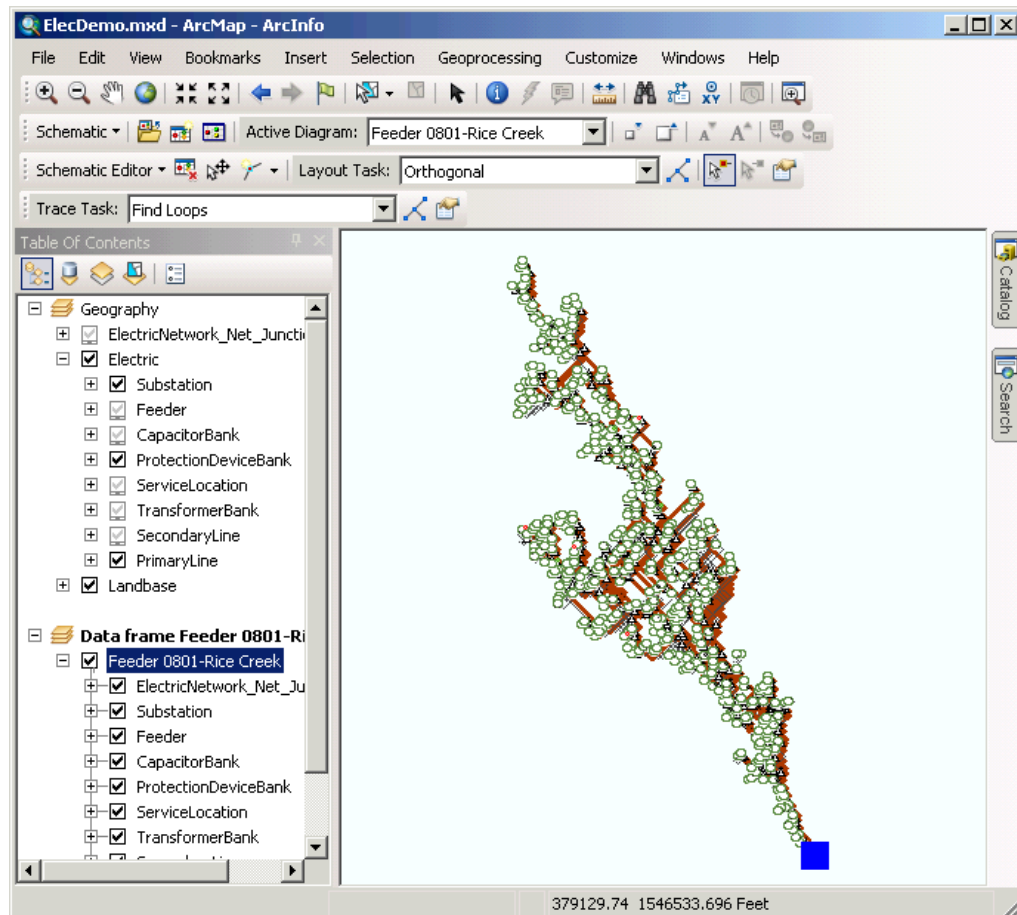 ElecDemo.mxd - ArcMap - ArcInfo
File Edit View Bookmarks Insert Selection Geoprocessing Customize Windows Help
Schematic Active Diagram: Feeder 0801-Rice Creek
Schematic Editor Layout Task: Orthogonal
Trace Task: Find Loops
Table Of Contents
Geography
ElectricNetwork_Net_Juncti
Electric
Substation
Feeder
CapacitorBank
ProtectionDeviceBank
ServiceLocation
TransformerBank
SecondaryLine
PrimaryLine
Landbase
Data frame Feeder 0801-Ri
Feeder 0801-Rice Creek
ElectricNetwork_Net_Ju
Substation
Feeder
CapacitorBank
ProtectionDeviceBank
ServiceLocation
TransformerBank
Catalog
Search
379129.74 1546533.696 Feet